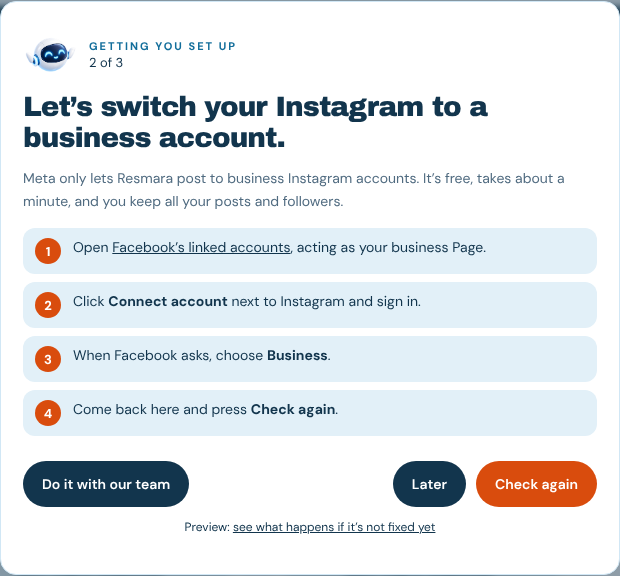 GETTING YOU SET UP
2 of 3
Let’s switch your Instagram to a
business account.
Meta only lets Resmara post to business Instagram accounts. It’s free, takes about a
minute, and you keep all your posts and followers.
1 Open Facebook’s linked accounts, acting as your business Page.
2 Click Connect account next to Instagram and sign in.
3 When Facebook asks, choose Business.
4 Come back here and press Check again.
Do it with our team Later Check again
Preview: see what happens if it’s not fixed yet